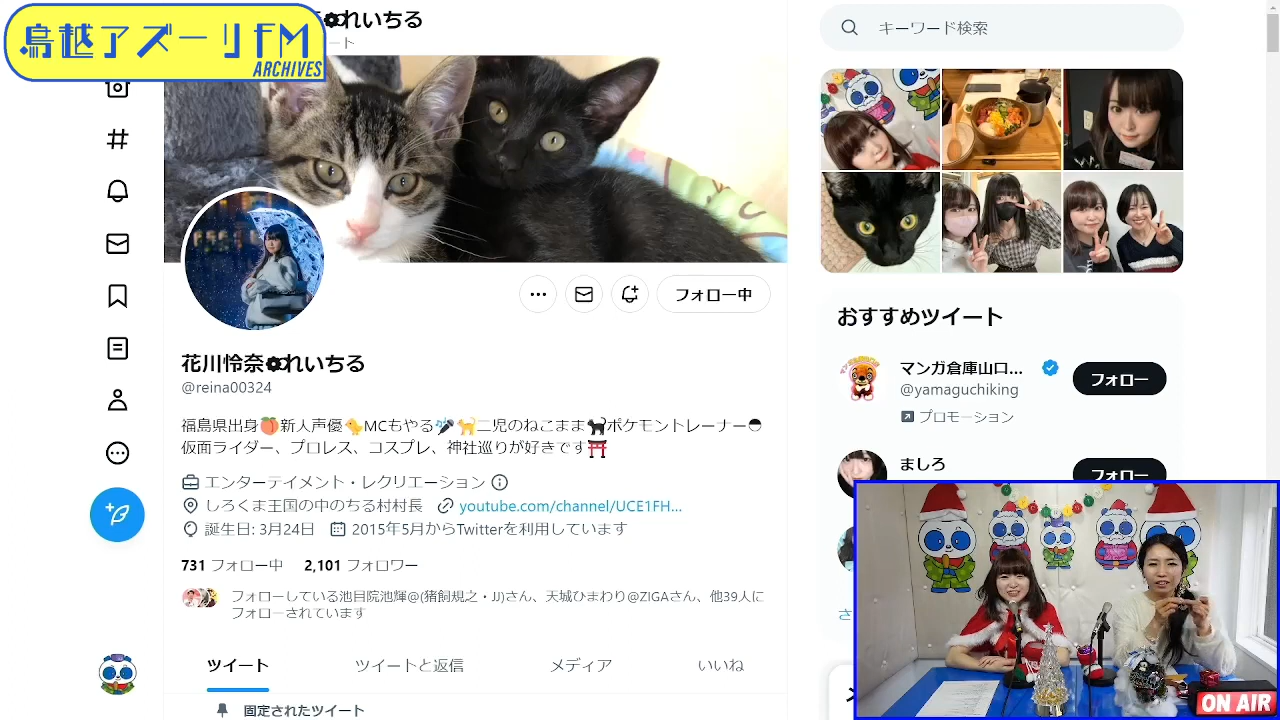 鳥越アズーリFM
ARCHIVES
れいちる
ート
キーワード検索
フォロー中
花川怜奈れいちる
@reina00324
福島県出身🍑新人声優🐤MCもやる🎤🐈二児のねこまま🐈‍⬛ポケモントレーナー
仮面ライダー、プロレス、コスプレ、神社巡りが好きです⛩
エンターテイメント・レクリエーション
しろくま王国の中のちる村村長 youtube.com/channel/UCE1FH...
誕生日: 3月24日 2015年5月からTwitterを利用しています
731 フォロー中 2,101 フォロワー
フォローしている池目院池輝@(猪飼規之・JJ)さん、天城ひまわり@ZIGAさん、他39人に
フォローされています
ツイート ツイートと返信 メディア いいね
固定されたツイート
おすすめツイート
マンガ倉庫山口...
@yamaguchiking
フォロー
プロモーション
ましろ
フォロー
さ
ON AIR